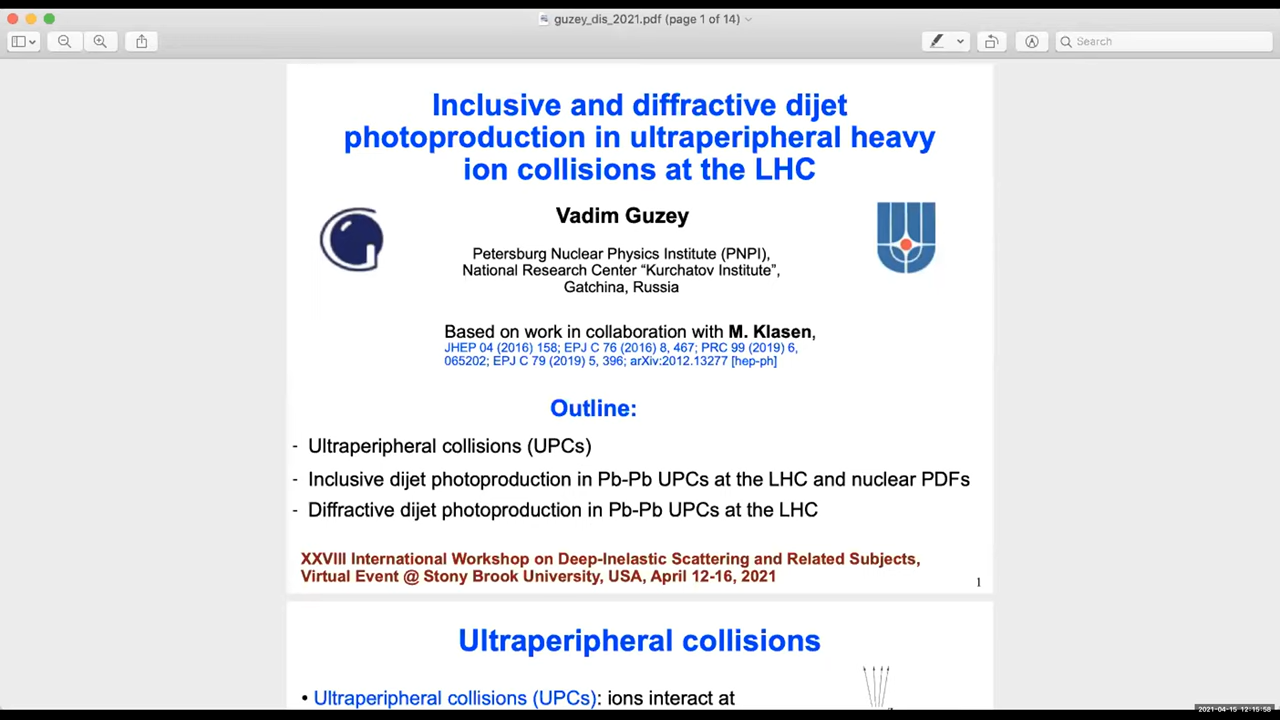 guzey_dis_2021.pdf (page 1 of 14)
Search
Inclusive and diffractive dijet
photoproduction in ultraperipheral heavy
ion collisions at the LHC
Vadim Guzey
Petersburg Nuclear Physics Institute (PNPI),
National Research Center “Kurchatov Institute”,
Gatchina, Russia
Based on work in collaboration with M. Klasen,
JHEP 04 (2016) 158; EPJ C 76 (2016) 8, 467; PRC 99 (2019) 6,
065202; EPJ C 79 (2019) 5, 396; arXiv:2012.13277 [hep-ph]
Outline:
- Ultraperipheral collisions (UPCs)
- Inclusive dijet photoproduction in Pb-Pb UPCs at the LHC and nuclear PDFs
- Diffractive dijet photoproduction in Pb-Pb UPCs at the LHC
XXVIII International Workshop on Deep-Inelastic Scattering and Related Subjects,
Virtual Event @ Stony Brook University, USA, April 12-16, 2021
1
Ultraperipheral collisions
• Ultraperipheral collisions (UPCs): ions interact at
2021-04-15 12:15:58